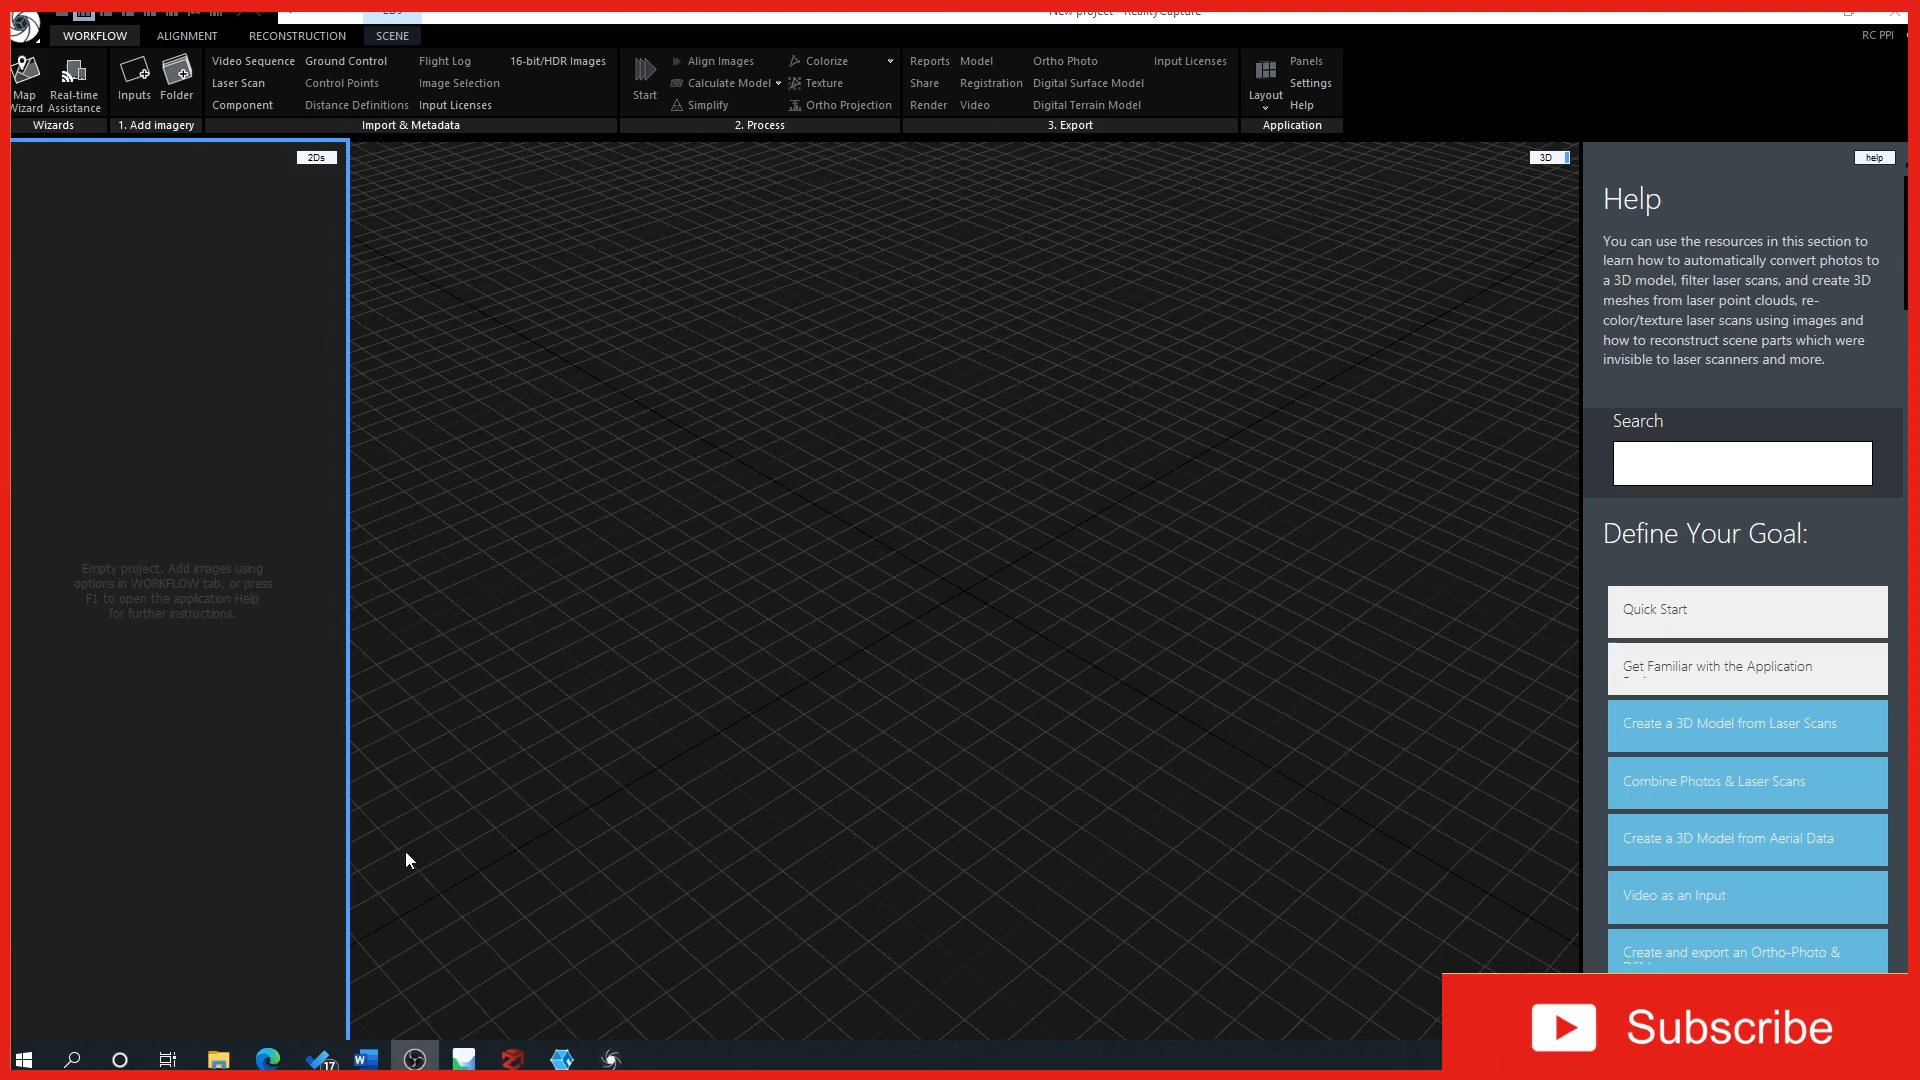 New project - RealityCapture
WORKFLOW ALIGNMENT RECONSTRUCTION SCENE
RC PPI
Map Wizard
Real-time Assistance
Wizards
Inputs
Folder
1. Add imagery
Video Sequence Ground Control Flight Log 16-bit/HDR Images
Laser Scan Control Points Image Selection
Component Distance Definitions Input Licenses
Import & Metadata
Start
Align Images Colorize
Calculate Model Texture
Simplify Ortho Projection
2. Process
Reports Model Ortho Photo Input Licenses
Share Registration Digital Surface Model
Render Video Digital Terrain Model
3. Export
Layout
Panels
Settings
Help
Application
2Ds
3D
help
Empty project. Add images using
options in WORKFLOW tab, or press
F1 to open the application Help
for further instructions.
Help
You can use the resources in this section to
learn how to automatically convert photos to
a 3D model, filter laser scans, and create 3D
meshes from laser point clouds, re-
color/texture laser scans using images and
how to reconstruct scene parts which were
invisible to laser scanners and more.
Search
Define Your Goal:
Quick Start
Get Familiar with the Application
Create a 3D Model from Laser Scans
Combine Photos & Laser Scans
Create a 3D Model from Aerial Data
Video as an Input
Create and export an Ortho-Photo &
17
Subscribe